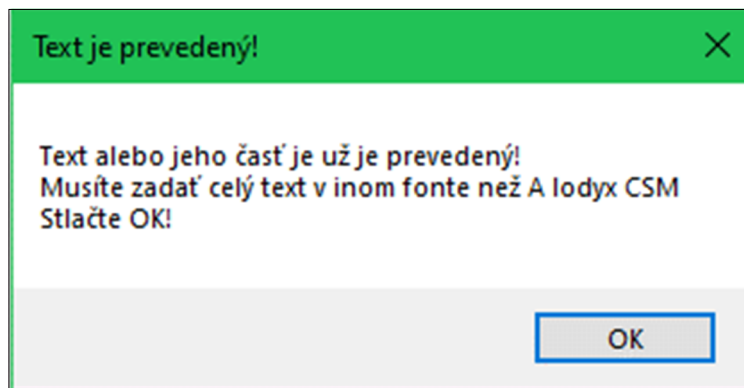 Text je prevedený!
Text alebo jeho časť je už je prevedený!
Musíte zadať celý text v inom fonte než A lodyx CSM
Stlačte OK!
OK